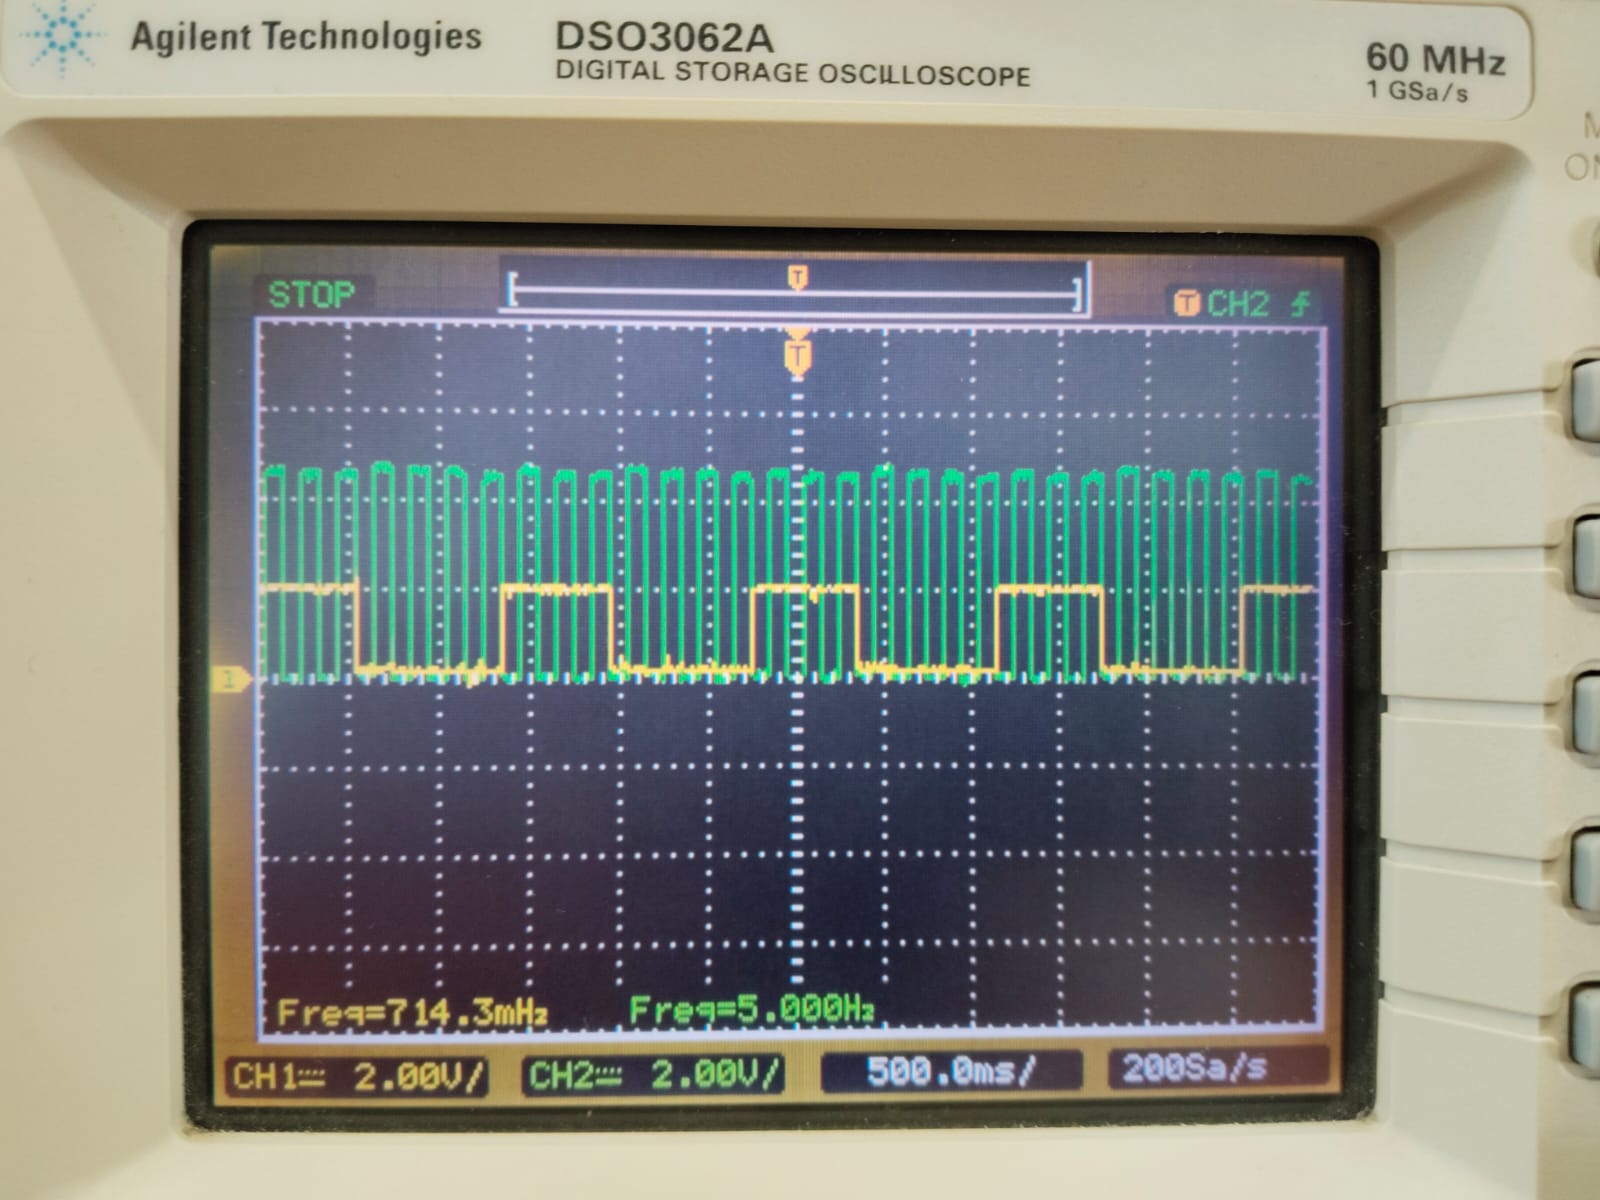 Agilent Technologies
DSO3062A
DIGITAL STORAGE OSCILLOSCOPE
60 MHz
1 GSa/s
STOP
T
T CH2
T
1
Freq=714.3mHz
Freq=5.000Hz
CH1 2.00V/
CH2 2.00V/
500.0ms/
200Sa/s